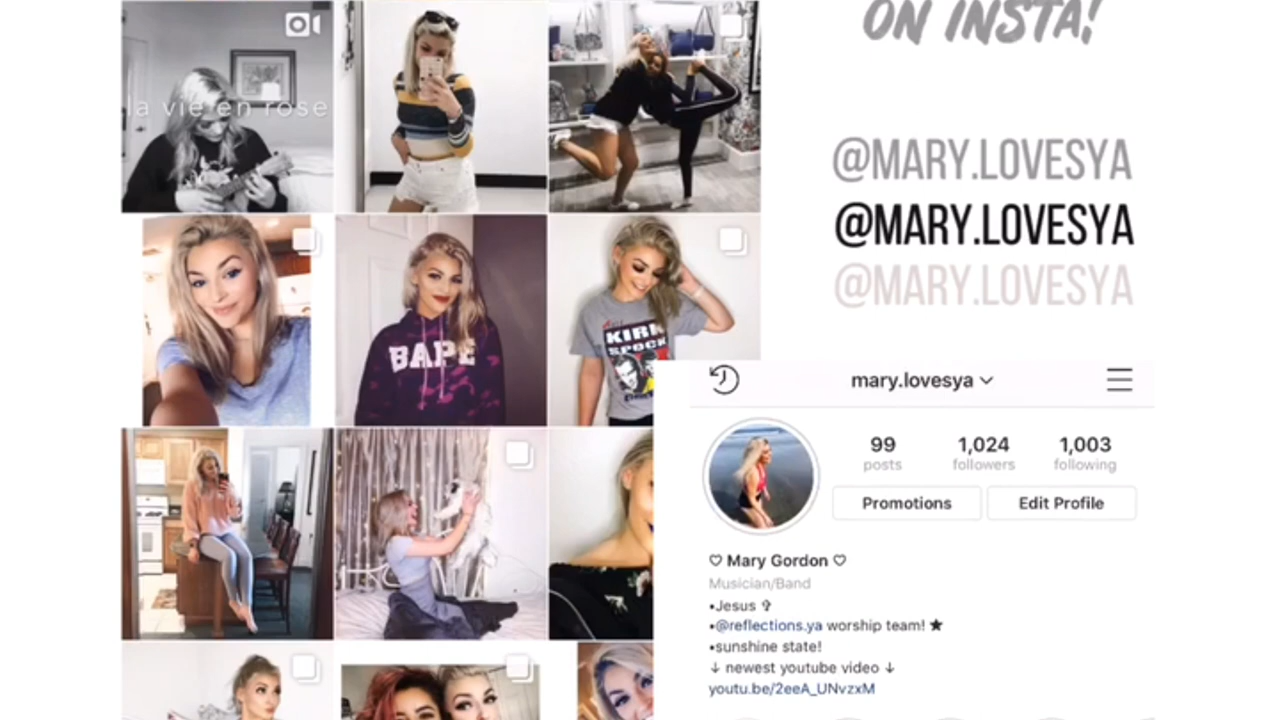 ON INSTA!
la vie en rose
@MARY.LOVESYA
@MARY.LOVESYA
@MARY.LOVESYA
BAPE
KIRK
SPOCK
mary.lovesya
99
1,024
1,003
posts
followers
following
Promotions
Edit Profile
♡ Mary Gordon ♡
Musician/Band
•Jesus ✞
•@reflections.ya worship team! ★
•sunshine state!
↓ newest youtube video ↓
youtu.be/2eeA_UNvzxM